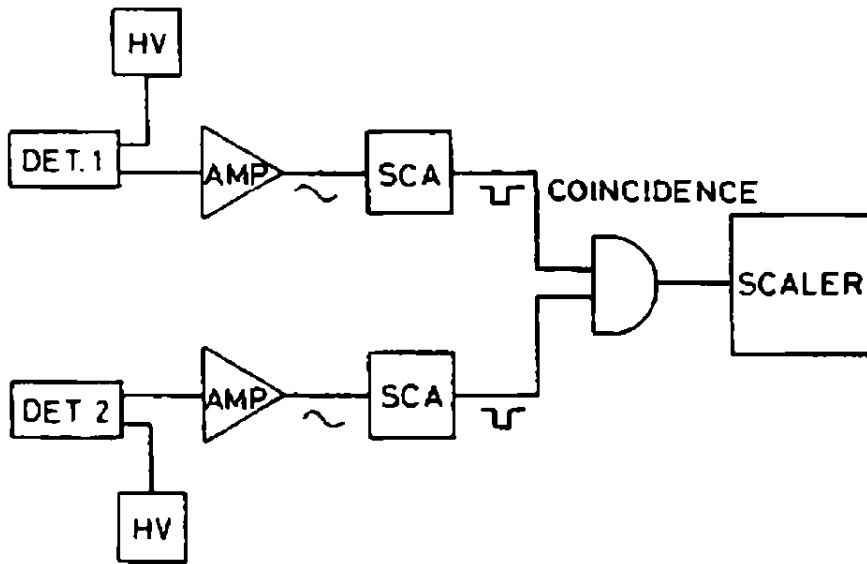 HV
DET. 1
AMP
SCA
COINCIDENCE
SCALER
DET 2
AMP
SCA
HV